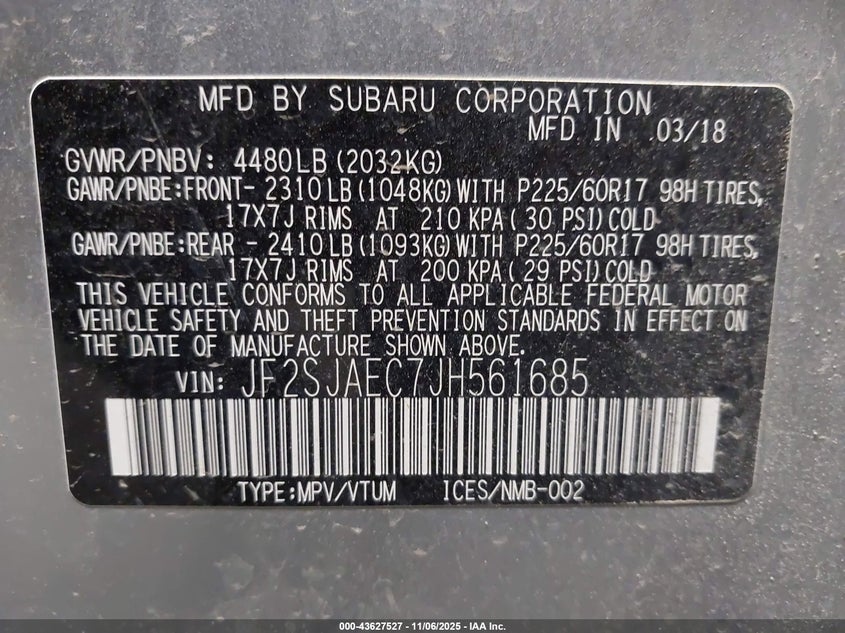 MFD BY SUBARU CORPORATION
MFD IN 03/18
GVWR/PNBV: 4480LB(2032KG)
GAWR/PNBE:FRONT- 2310LB(1048KG)WITH P225/60R17 98H TIRES,
17X7J RIMS AT 210 KPA( 30 PSI)COLD
GAWR/PNBE:REAR - 2410LB(1093KG)WITH P225/60R17 98H TIRES,
17X7J RIMS AT 200 KPA( 29 PSI)COLD
THIS VEHICLE CONFORMS TO ALL APPLICABLE FEDERAL MOTOR
VEHICLE SAFETY AND THEFT PREVENTION STANDARDS IN EFFECT ON
THE DATE OF MANUFACTURE SHOWN ABOVE.
VIN: JF2SJAEC7JH561685
TYPE:MPV/VTUM ICES/NMB-002
000-43627527 - 11/06/2025 - IAA Inc.